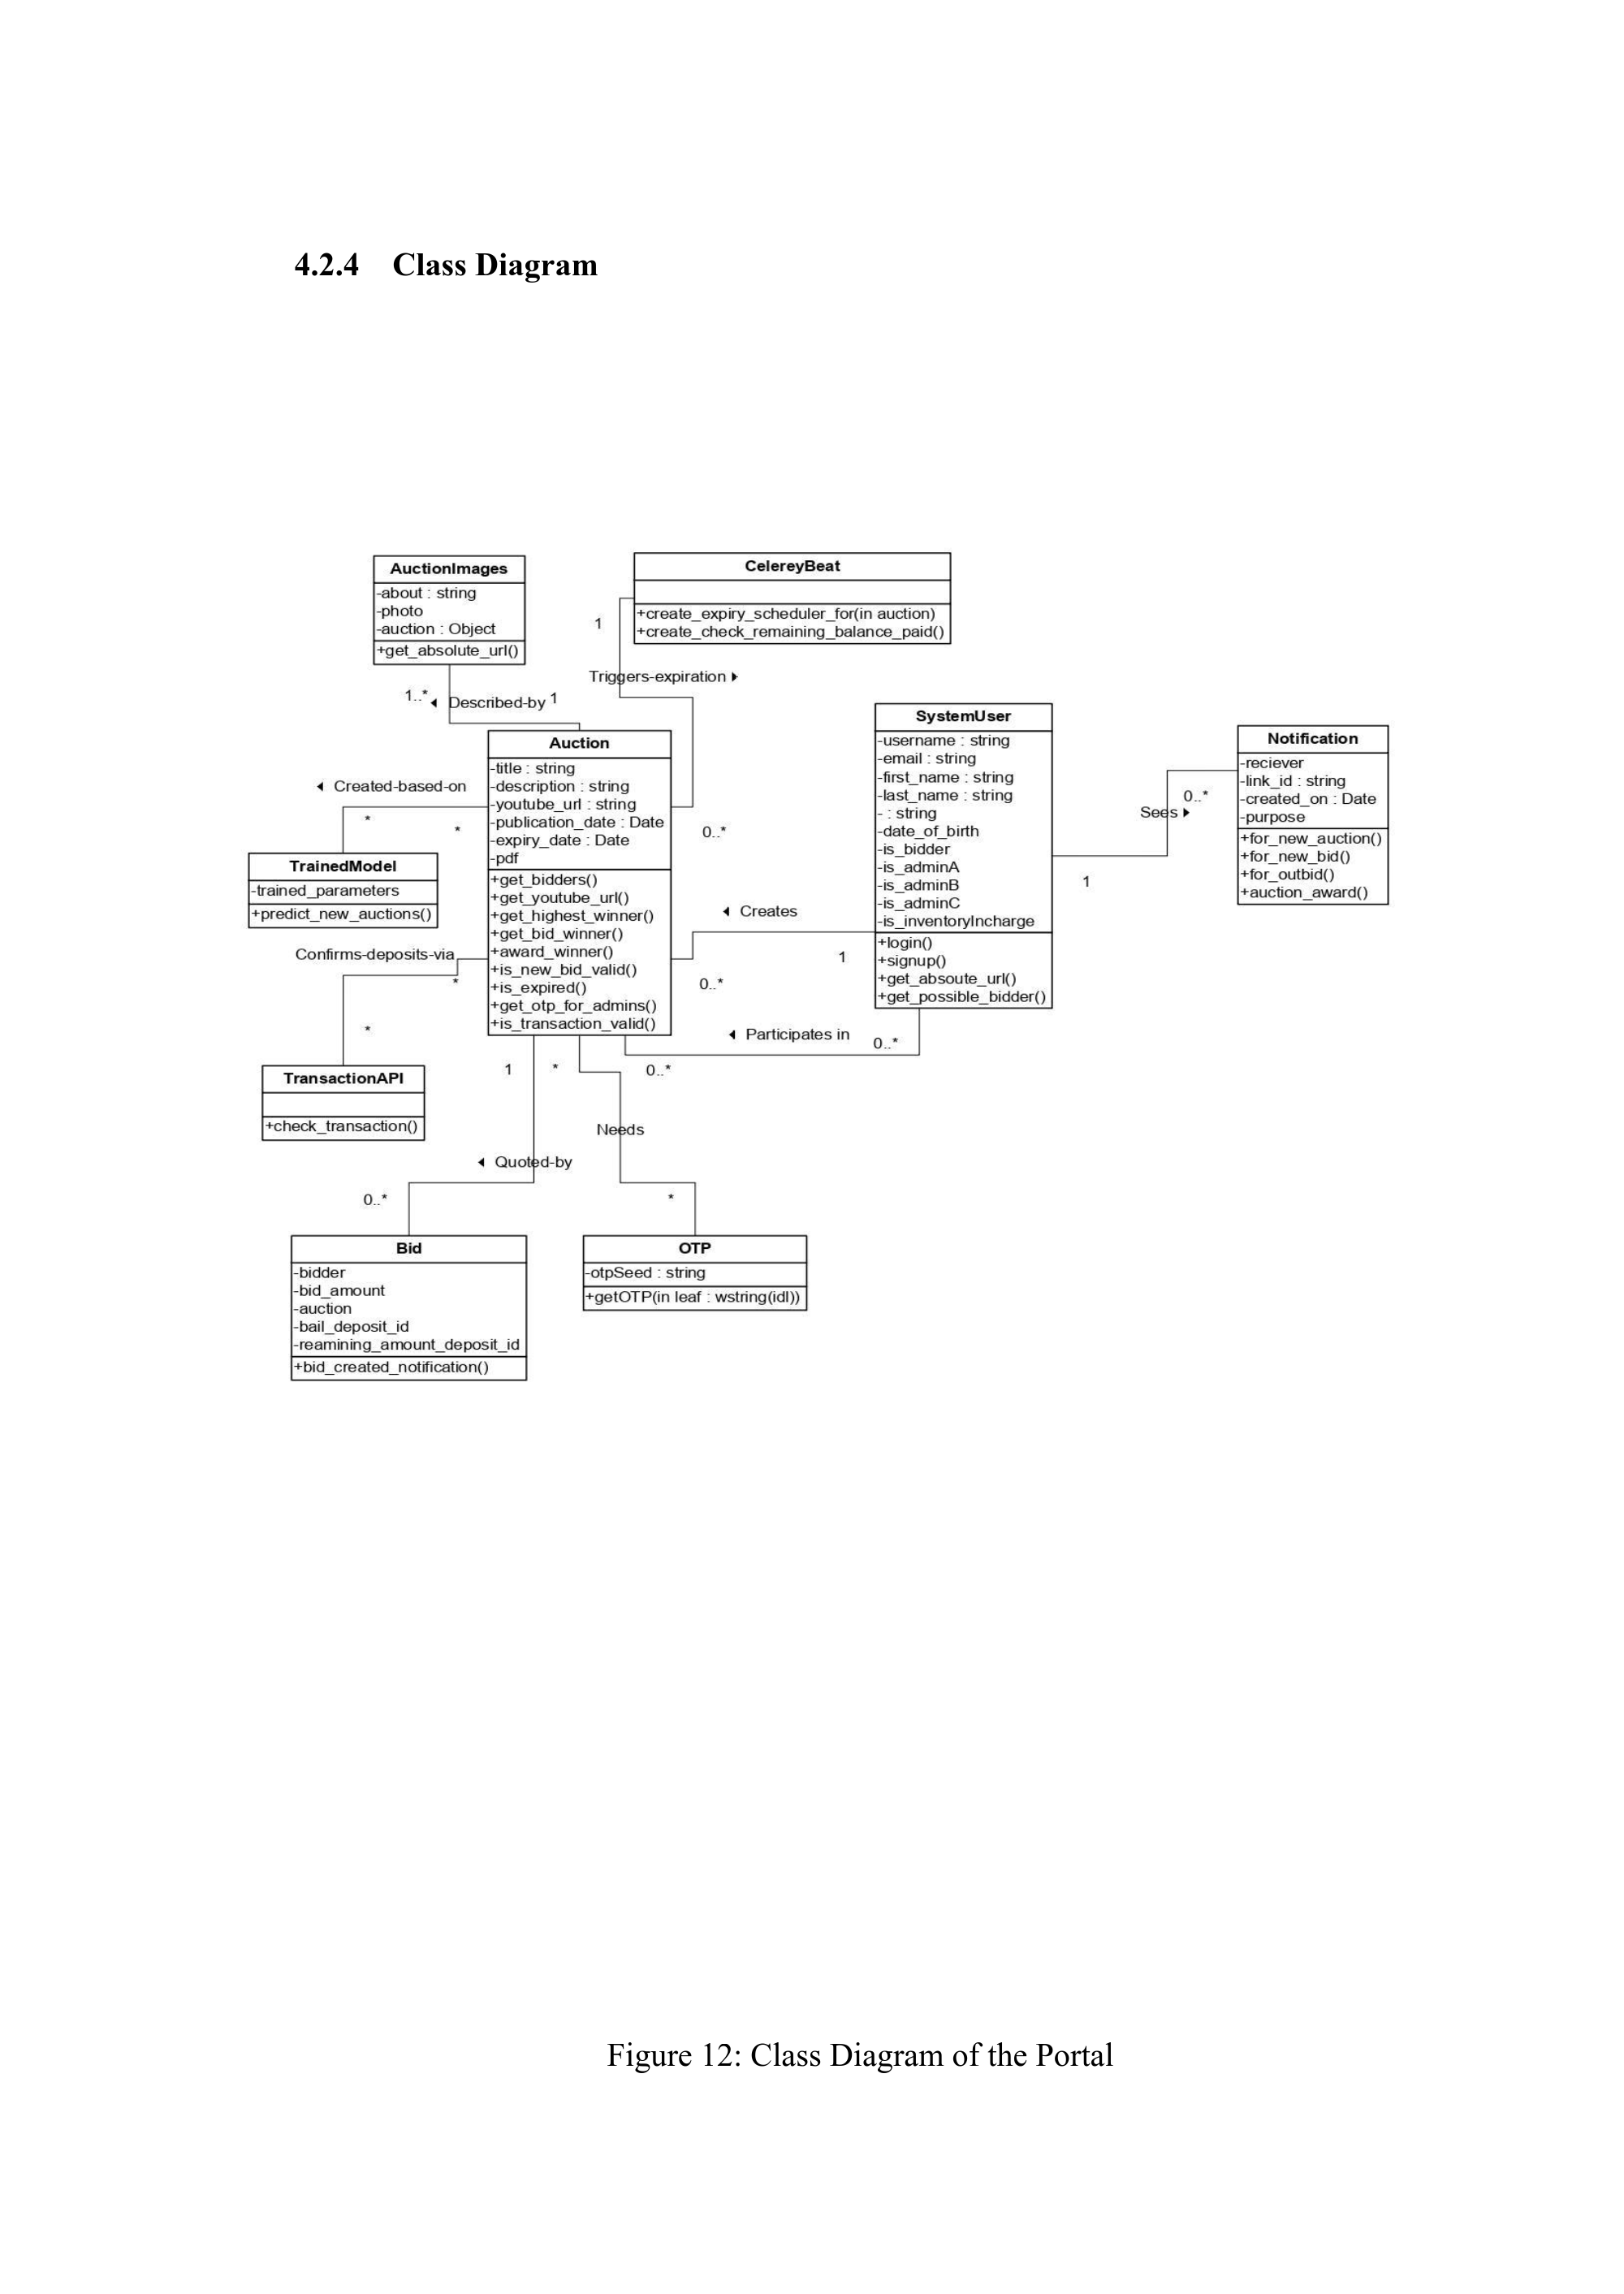 4.2.4 Class Diagram
AuctionImages
-about : string
-photo
-auction : Object
+get_absolute_url()
CelereyBeat
+create_expiry_scheduler_for(in auction)
+create_check_remaining_balance_paid()
1
Triggers-expiration
1..*
Described-by
1
Auction
-title : string
-description : string
-youtube_url : string
-publication_date : Date
-expiry_date : Date
-pdf
+get_bidders()
+get_youtube_url()
+get_highest_winner()
+get_bid_winner()
+award_winner()
+is_new_bid_valid()
+is_expired()
+get_otp_for_admins()
+is_transaction_valid()
0..*
SystemUser
-username : string
-email : string
-first_name : string
-last_name : string
- : string
-date_of_birth
-is_bidder
-is_adminA
-is_adminB
-is_adminC
-is_inventoryIncharge
+login()
+signup()
+get_absoute_url()
+get_possible_bidder()
Notification
-reciever
-link_id : string
-created_on : Date
-purpose
+for_new_auction()
+for_new_bid()
+for_outbid()
+auction_award()
0..*
Sees
1
Created-based-on
*
*
TrainedModel
-trained_parameters
+predict_new_auctions()
Creates
1
0..*
Confirms-deposits-via
*
*
Participates in
0..*
0..*
TransactionAPI
+check_transaction()
1
*
Needs
Quoted-by
0..*
*
Bid
-bidder
-bid_amount
-auction
-bail_deposit_id
-reamining_amount_deposit_id
+bid_created_notification()
OTP
-otpSeed : string
+getOTP(in leaf : wstring(idl))
Figure 12: Class Diagram of the Portal